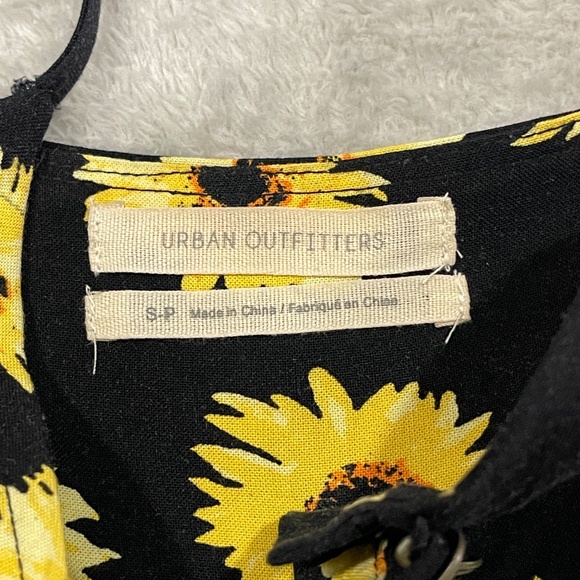 URBAN OUTFITTERS
S-P Made in China / Fabriqué en Chine